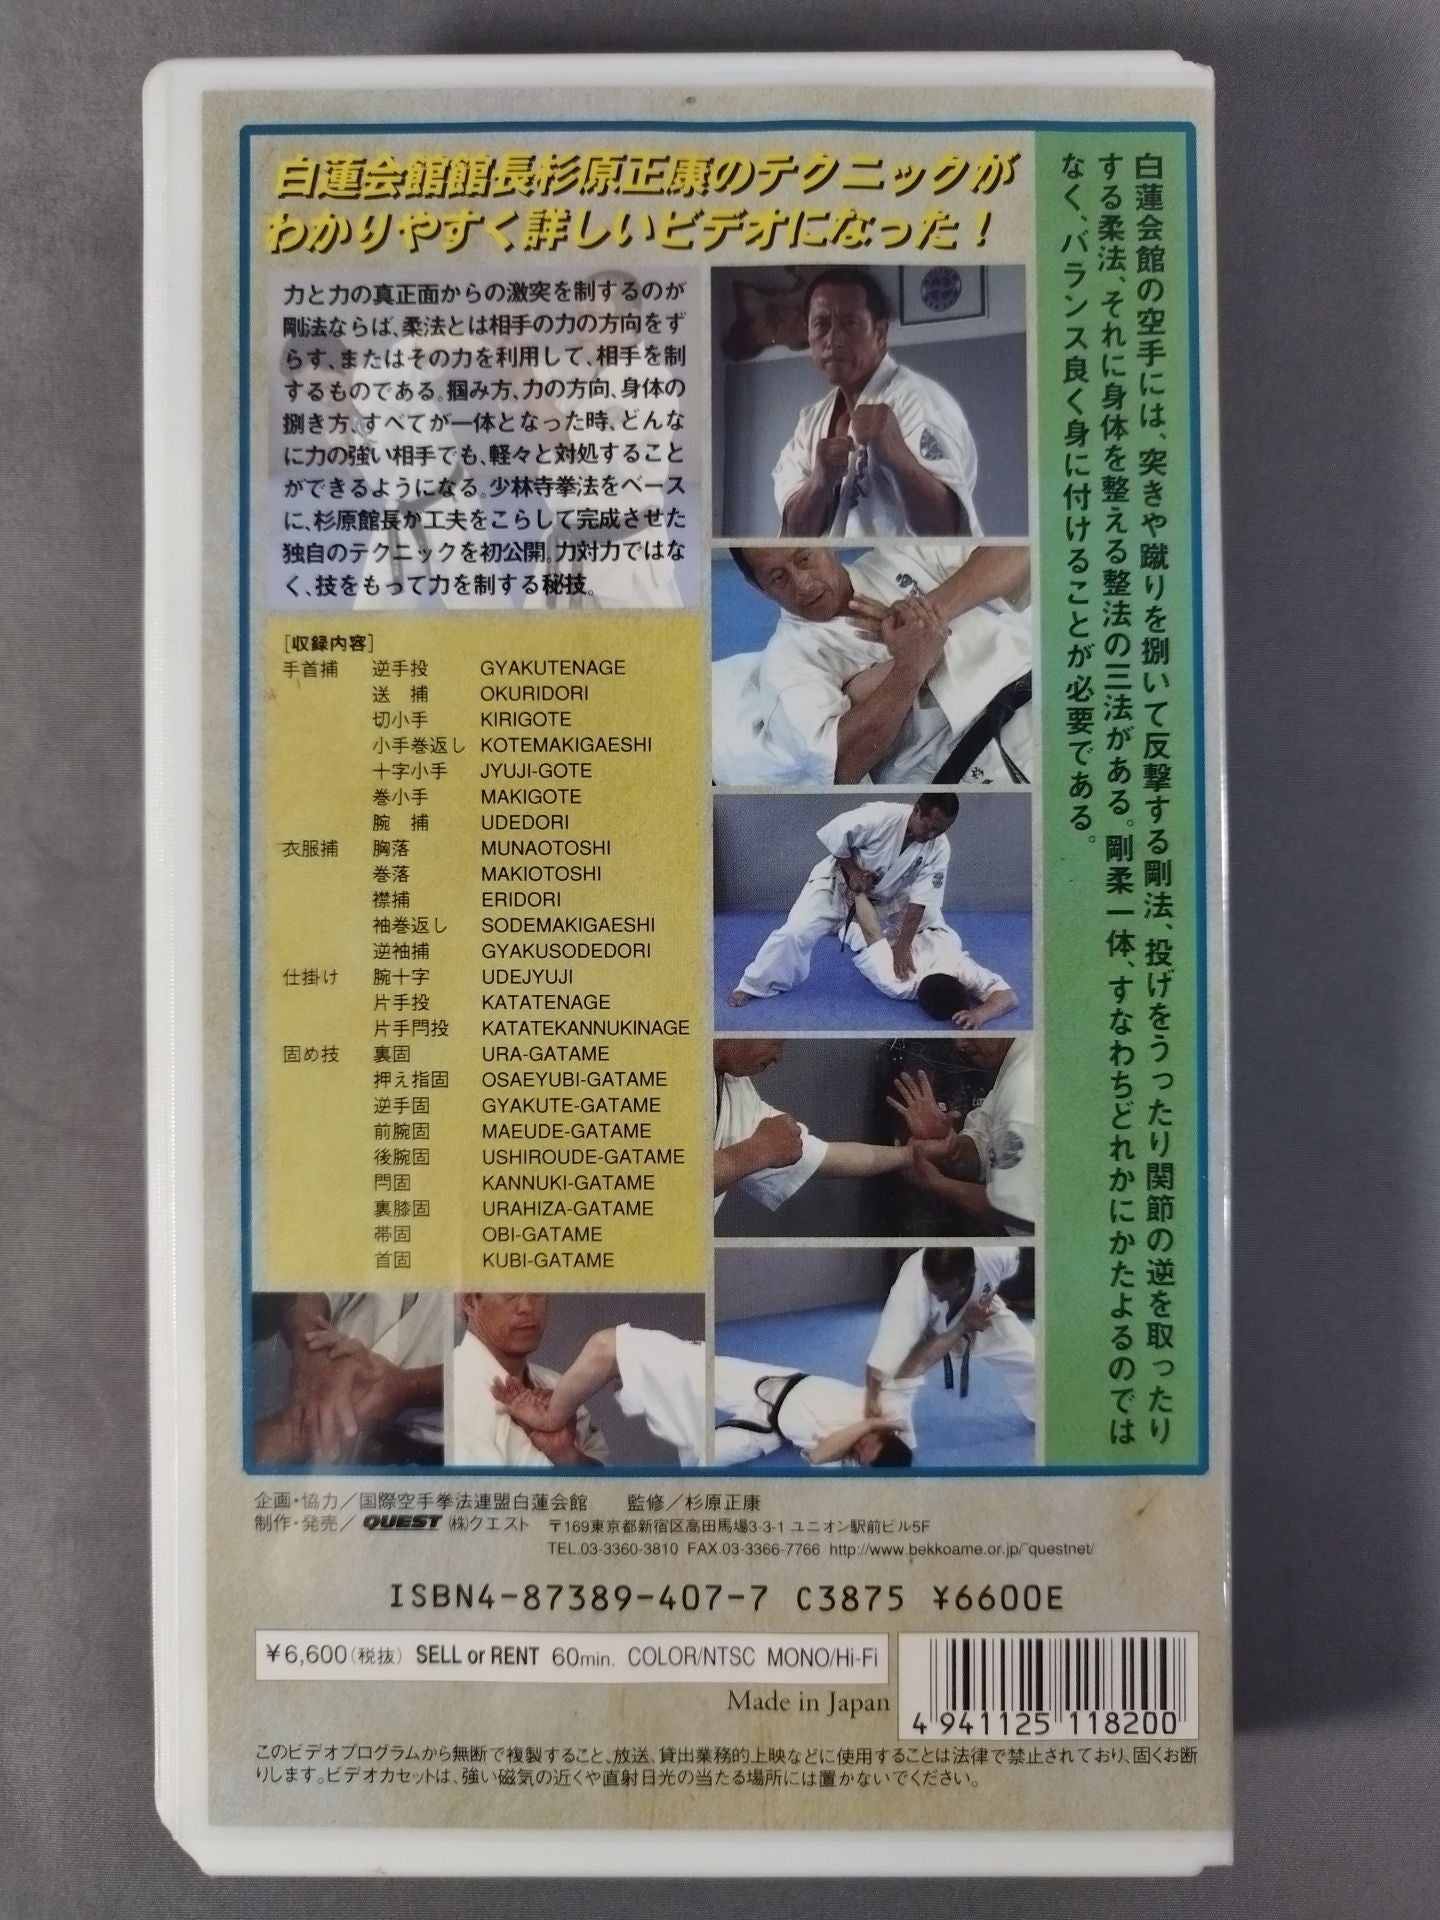 白蓮会館館長杉原正康のテクニックが
わかりやすく詳しいビデオになった！
白蓮会館の空手には、突きや蹴りを捌いて反撃する剛法、投げをうったり関節の逆を取ったり
する柔法、それに身体を整える整法の三法がある。剛柔一体、すなわちどれかにかたよるのでは
なく、バランス良く身に付けることが必要である。
力と力の真正面からの激突を制するのが
剛法ならば、柔法とは相手の力の方向をず
らす、またはその力を利用して、相手を制
するものである。掴み方、力の方向、身体の
捌き方、すべてが一体となった時、どんな
に力の強い相手でも、軽々と対処すること
ができるようになる。少林寺拳法をベース
に、杉原館長が工夫をこらして完成させた
独自のテクニックを初公開。力対力ではな
く、技をもって力を制する秘技。
［収録内容］
手首捕 逆手投 GYAKUTENAGE
送 捕 OKURIDORI
切小手 KIRIGOTE
小手巻返し KOTEMAKIGAESHI
十字小手 JYUJI-GOTE
巻小手 MAKIGOTE
腕 捕 UDEDORI
衣服捕 胸落 MUNAOTOSHI
巻落 MAKIOTOSHI
襟捕 ERIDORI
袖巻返し SODEMAKIGAESHI
逆袖捕 GYAKUSODEDORI
仕掛け 腕十字 UDEJYUJI
片手投 KATATENAGE
片手閂投 KATATEKANNUKINAGE
固め技 裏固 URA-GATAME
押え指固 OSAEYUBI-GATAME
逆手固 GYAKUTE-GATAME
前腕固 MAEUDE-GATAME
後腕固 USHIROUDE-GATAME
閂固 KANNUKI-GATAME
裏膝固 URAHIZA-GATAME
帯固 OBI-GATAME
首固 KUBI-GATAME
企画・協力／国際空手拳法連盟白蓮会館 監修／杉原正康
制作・発売／ QUEST ㈱クエスト 〒169東京都新宿区高田馬場3-3-1 ユニオン駅前ビル5F
TEL.03-3360-3810 FAX.03-3366-7766 http://www.bekkoame.or.jp/~questnet/
ISBN4-87389-407-7 C3875 ¥6600E
¥6,600(税抜) SELL or RENT 60min. COLOR/NTSC MONO/Hi-Fi
Made in Japan
4 941125 118200
このビデオプログラムから無断で複製すること、放送、貸出業務的上映などに使用することは法律で禁止されており、固くお断
りします。ビデオカセットは、強い磁気の近くや直射日光の当たる場所には置かないでください。